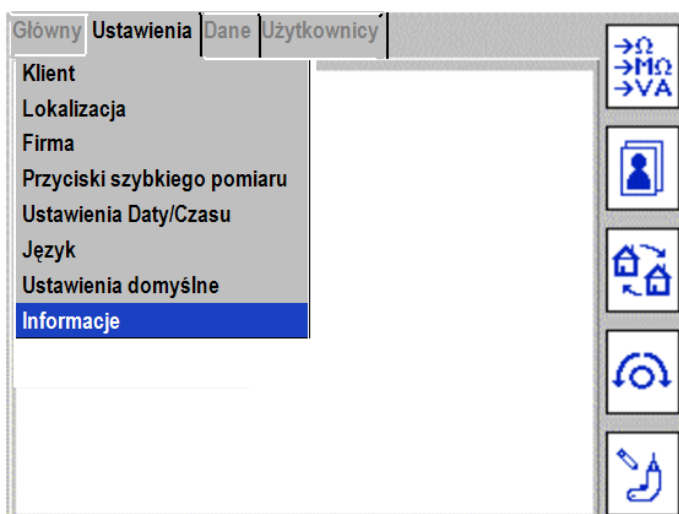 Główny Ustawienia Dane Użytkownicy
Klient
Lokalizacja
Firma
Przyciski szybkiego pomiaru
Ustawienia Daty/Czasu
Język
Ustawienia domyślne
Informacje
→Ω
→MΩ
→VA